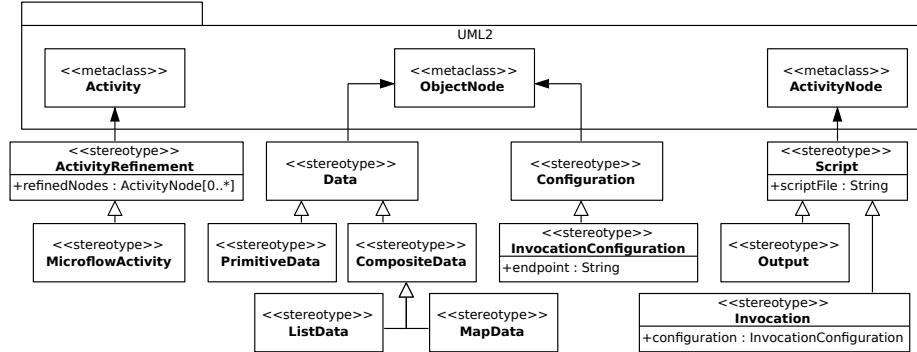 UML2
<<metaclass>>
Activity
<<metaclass>>
ObjectNode
<<metaclass>>
ActivityNode
<<stereotype>>
ActivityRefinement
+refinedNodes : ActivityNode[0..*]
<<stereotype>>
Data
<<stereotype>>
Configuration
<<stereotype>>
Script
+scriptFile : String
<<stereotype>>
MicroflowActivity
<<stereotype>>
PrimitiveData
<<stereotype>>
CompositeData
<<stereotype>>
InvocationConfiguration
+endpoint : String
<<stereotype>>
Output
<<stereotype>>
ListData
<<stereotype>>
MapData
<<stereotype>>
Invocation
+configuration : InvocationConfiguration